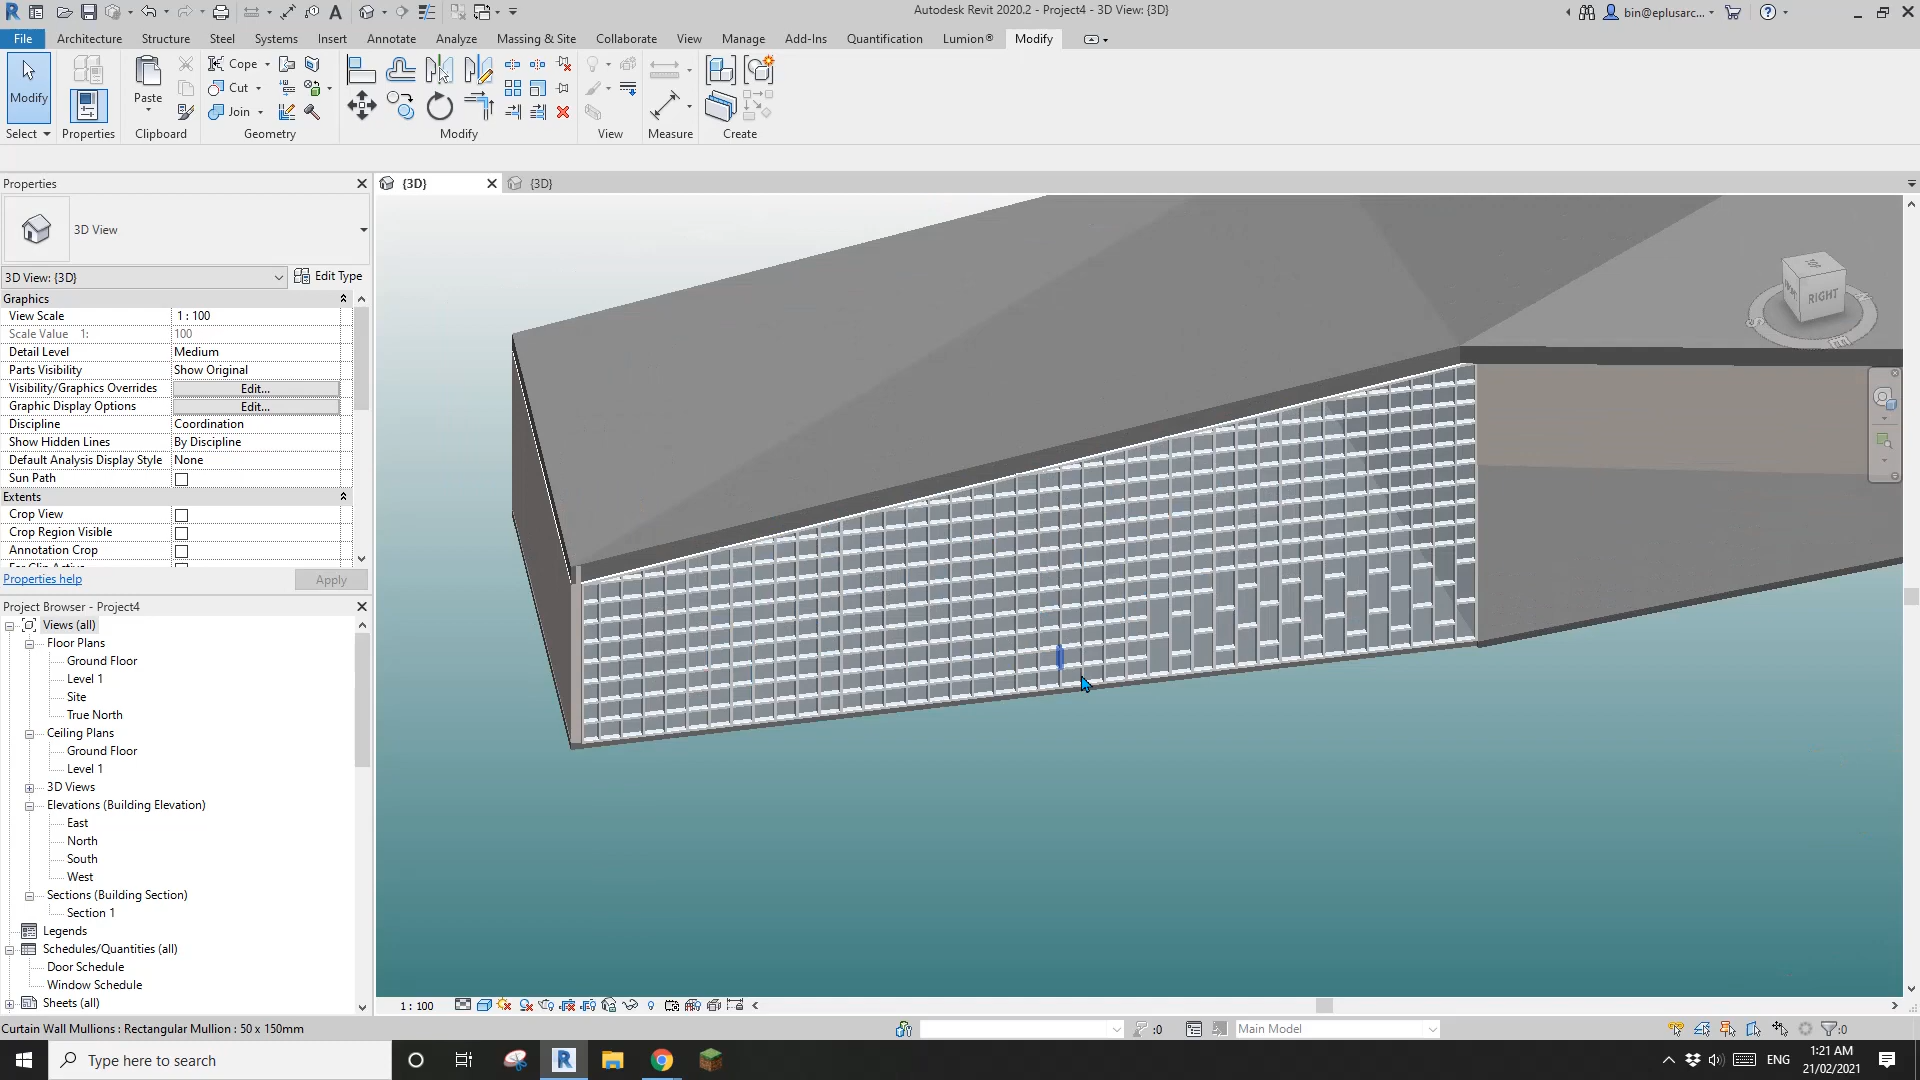 Autodesk Revit 2020.2 - Project4 - 3D View: {3D}
bin@eplusarc...
File Architecture Structure Steel Systems Insert Annotate Analyze Massing & Site Collaborate View Manage Add-Ins Quantification Lumion® Modify
Modify
Paste
Cope
Cut
Join
Select Properties Clipboard Geometry Modify View Measure Create
Properties
{3D}
{3D}
3D View
3D View: {3D}
Edit Type
Graphics
View Scale 1 : 100
Scale Value 1: 100
Detail Level Medium
Parts Visibility Show Original
Visibility/Graphics Overrides Edit...
Graphic Display Options Edit...
Discipline Coordination
Show Hidden Lines By Discipline
Default Analysis Display Style None
Sun Path
Extents
Crop View
Crop Region Visible
Annotation Crop
Properties help
Apply
TOP
RIGHT
Project Browser - Project4
Views (all)
Floor Plans
Ground Floor
Level 1
Site
True North
Ceiling Plans
Ground Floor
Level 1
3D Views
Elevations (Building Elevation)
East
North
South
West
Sections (Building Section)
Section 1
Legends
Schedules/Quantities (all)
Door Schedule
Window Schedule
Sheets (all)
1 : 100
Curtain Wall Mullions : Rectangular Mullion : 50 x 150mm
:0
Main Model
:0
Type here to search
ENG
1:21 AM
21/02/2021